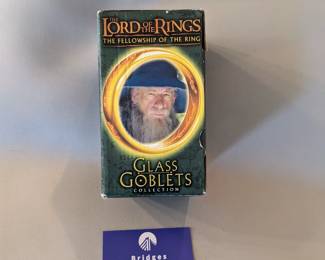 THE
LORD OF THE RINGS
THE FELLOWSHIP OF THE RING
GLASS
GOBLETS
COLLECTION
Bridges